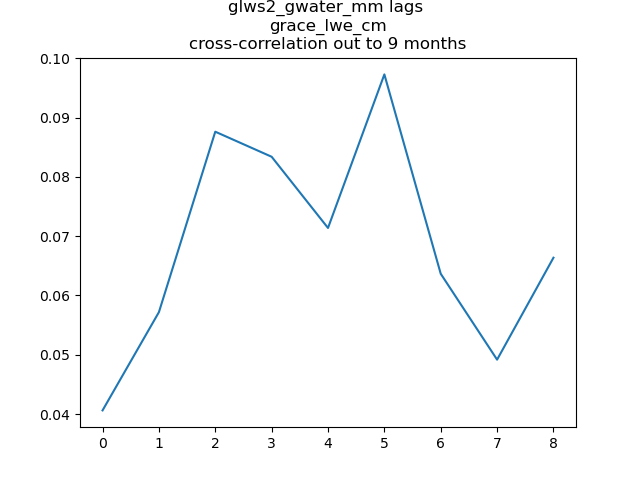 glws2_gwater_mm lags
grace_lwe_cm
cross-correlation out to 9 months
0.10
0.09
0.08
0.07
0.06
0.05
0.04
0 1 2 3 4 5 6 7 8